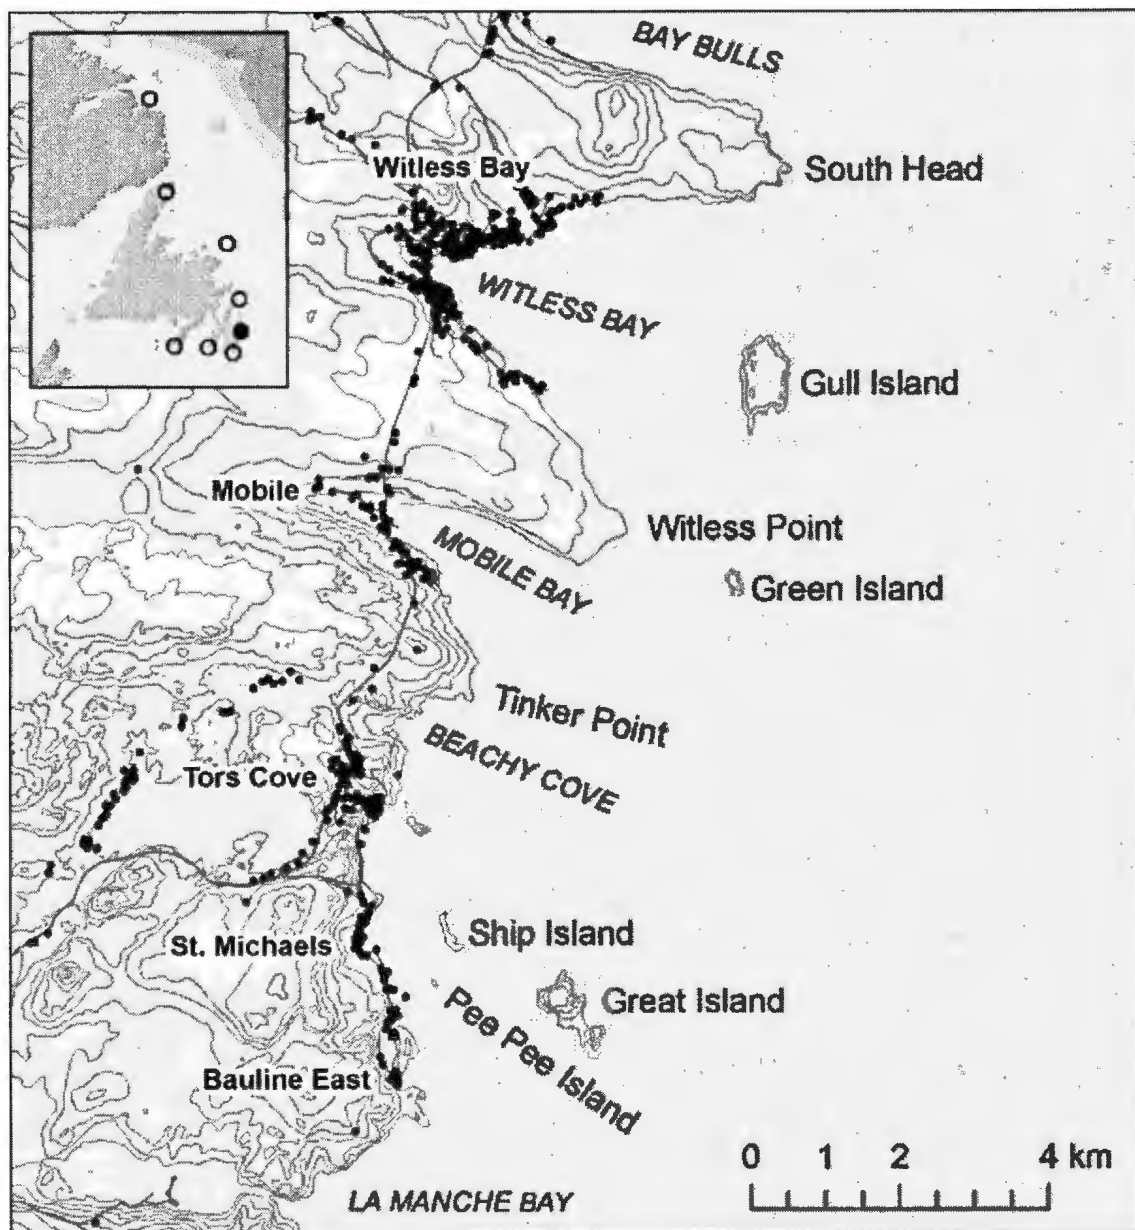 BAY BULLS
Witless Bay
South Head
WITLESS BAY
Gull Island
Mobile
Witless Point
MOBILE BAY
Green Island
Tinker Point
BEACHY COVE
Tors Cove
Ship Island
St. Michaels
Great Island
Pee Pee Island
Bauline East
0 1 2 4 km
LA MANCHE BAY